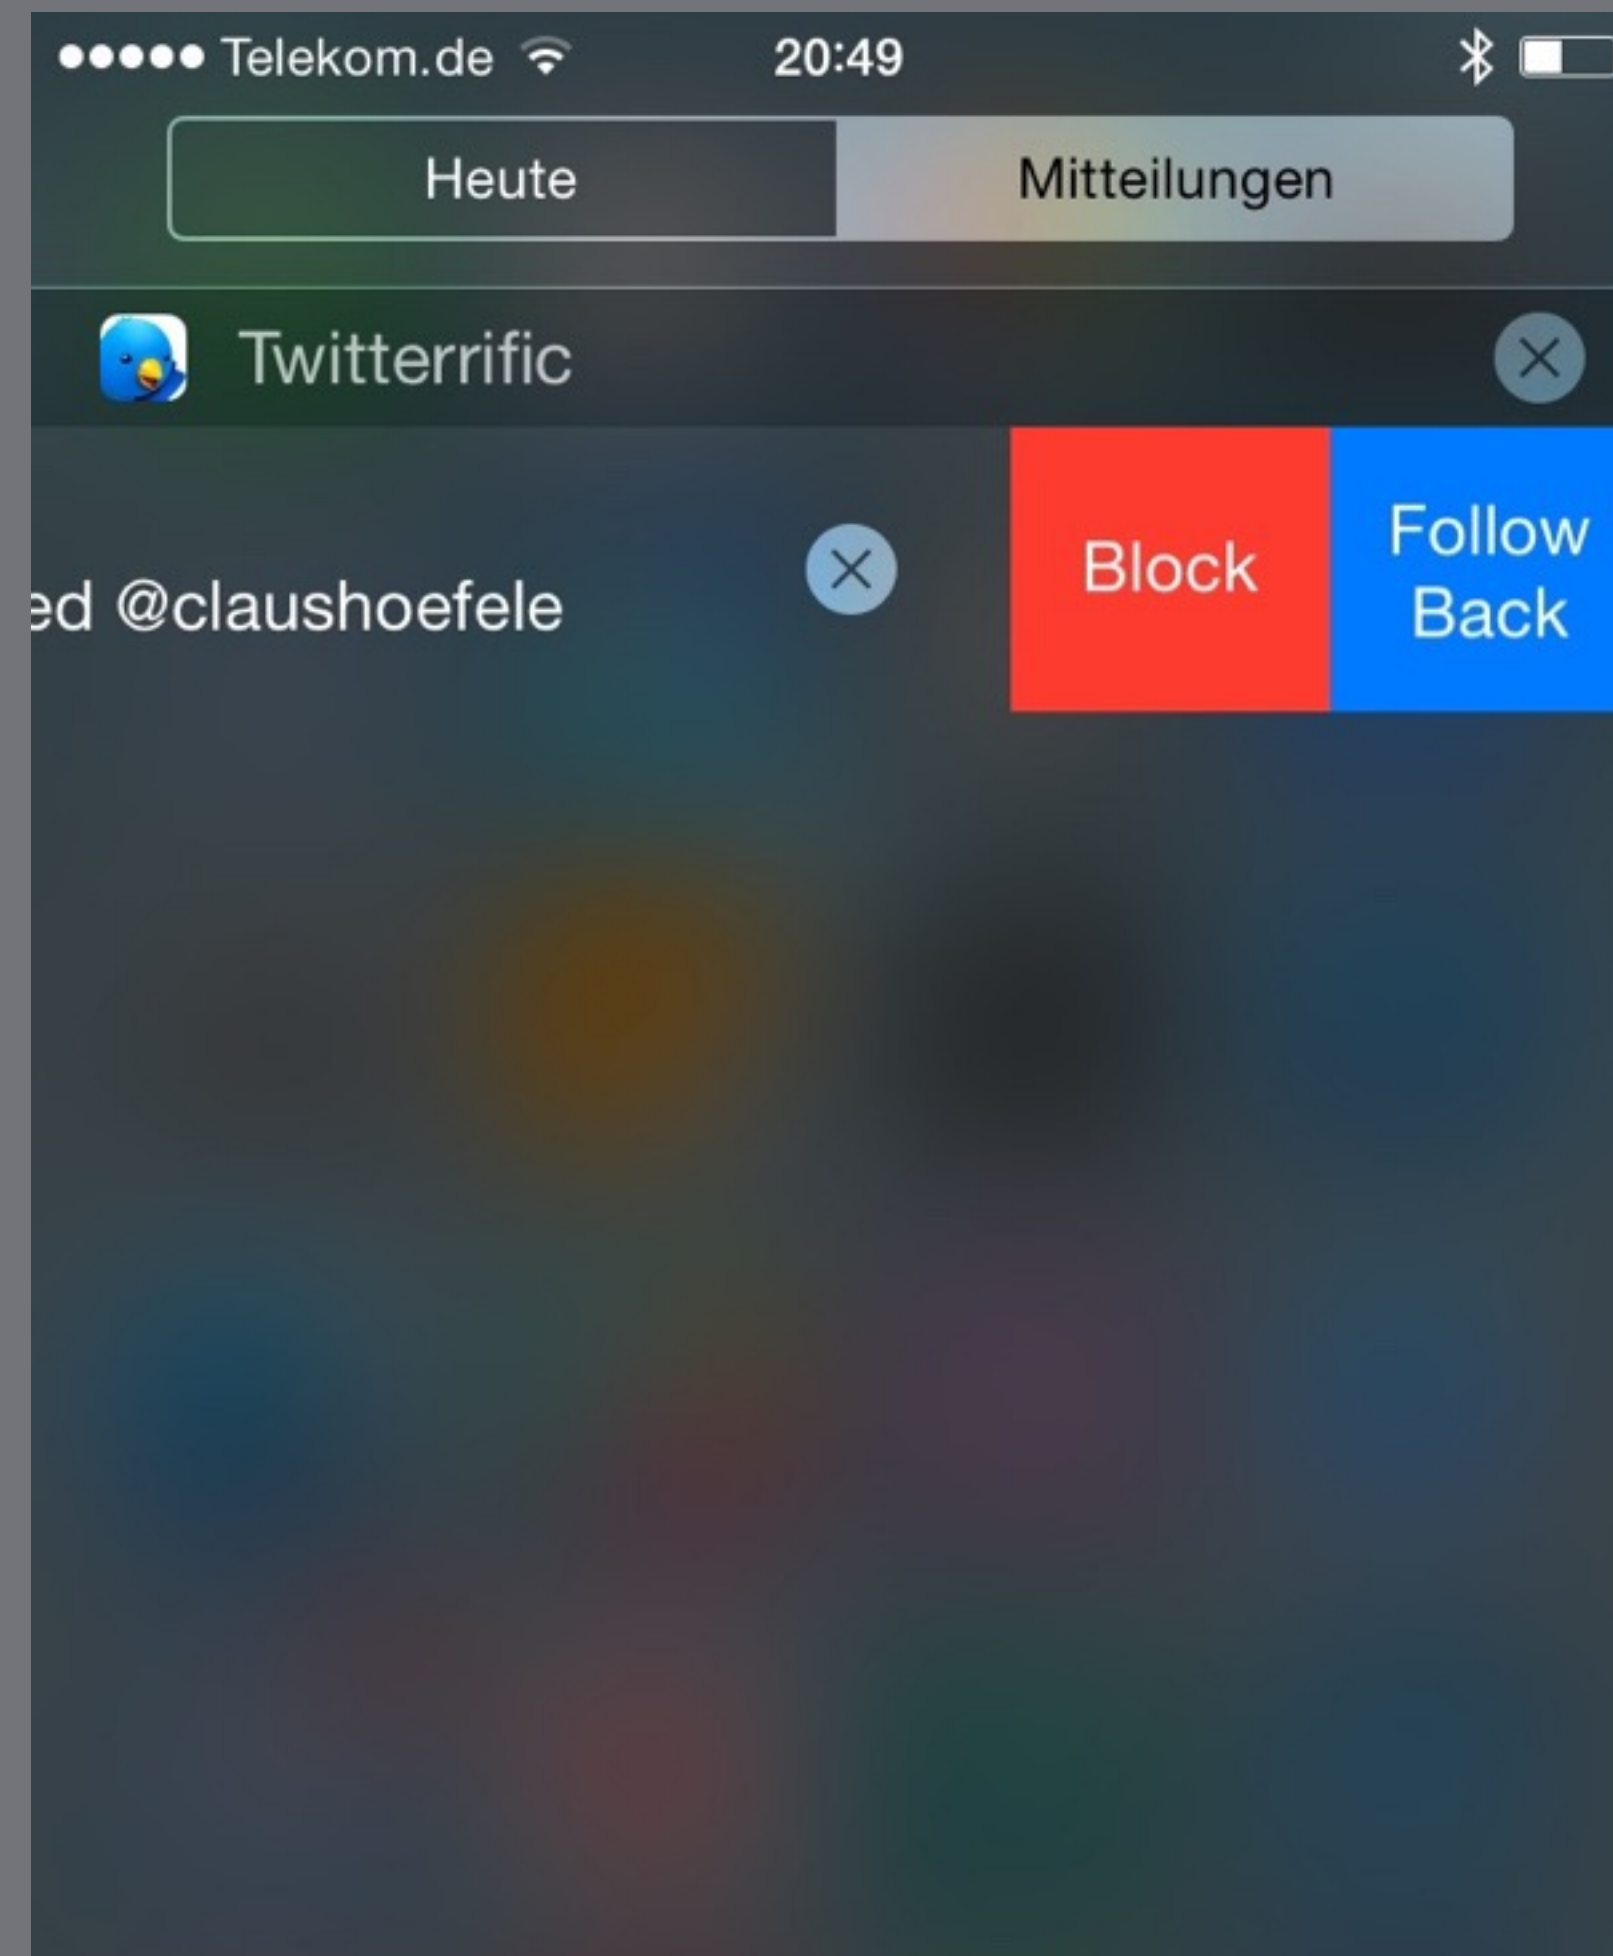 Telekom.de 20:49
Heute Mitteilungen
Twitterrific
ed @claushoefele
Block
Follow
Back